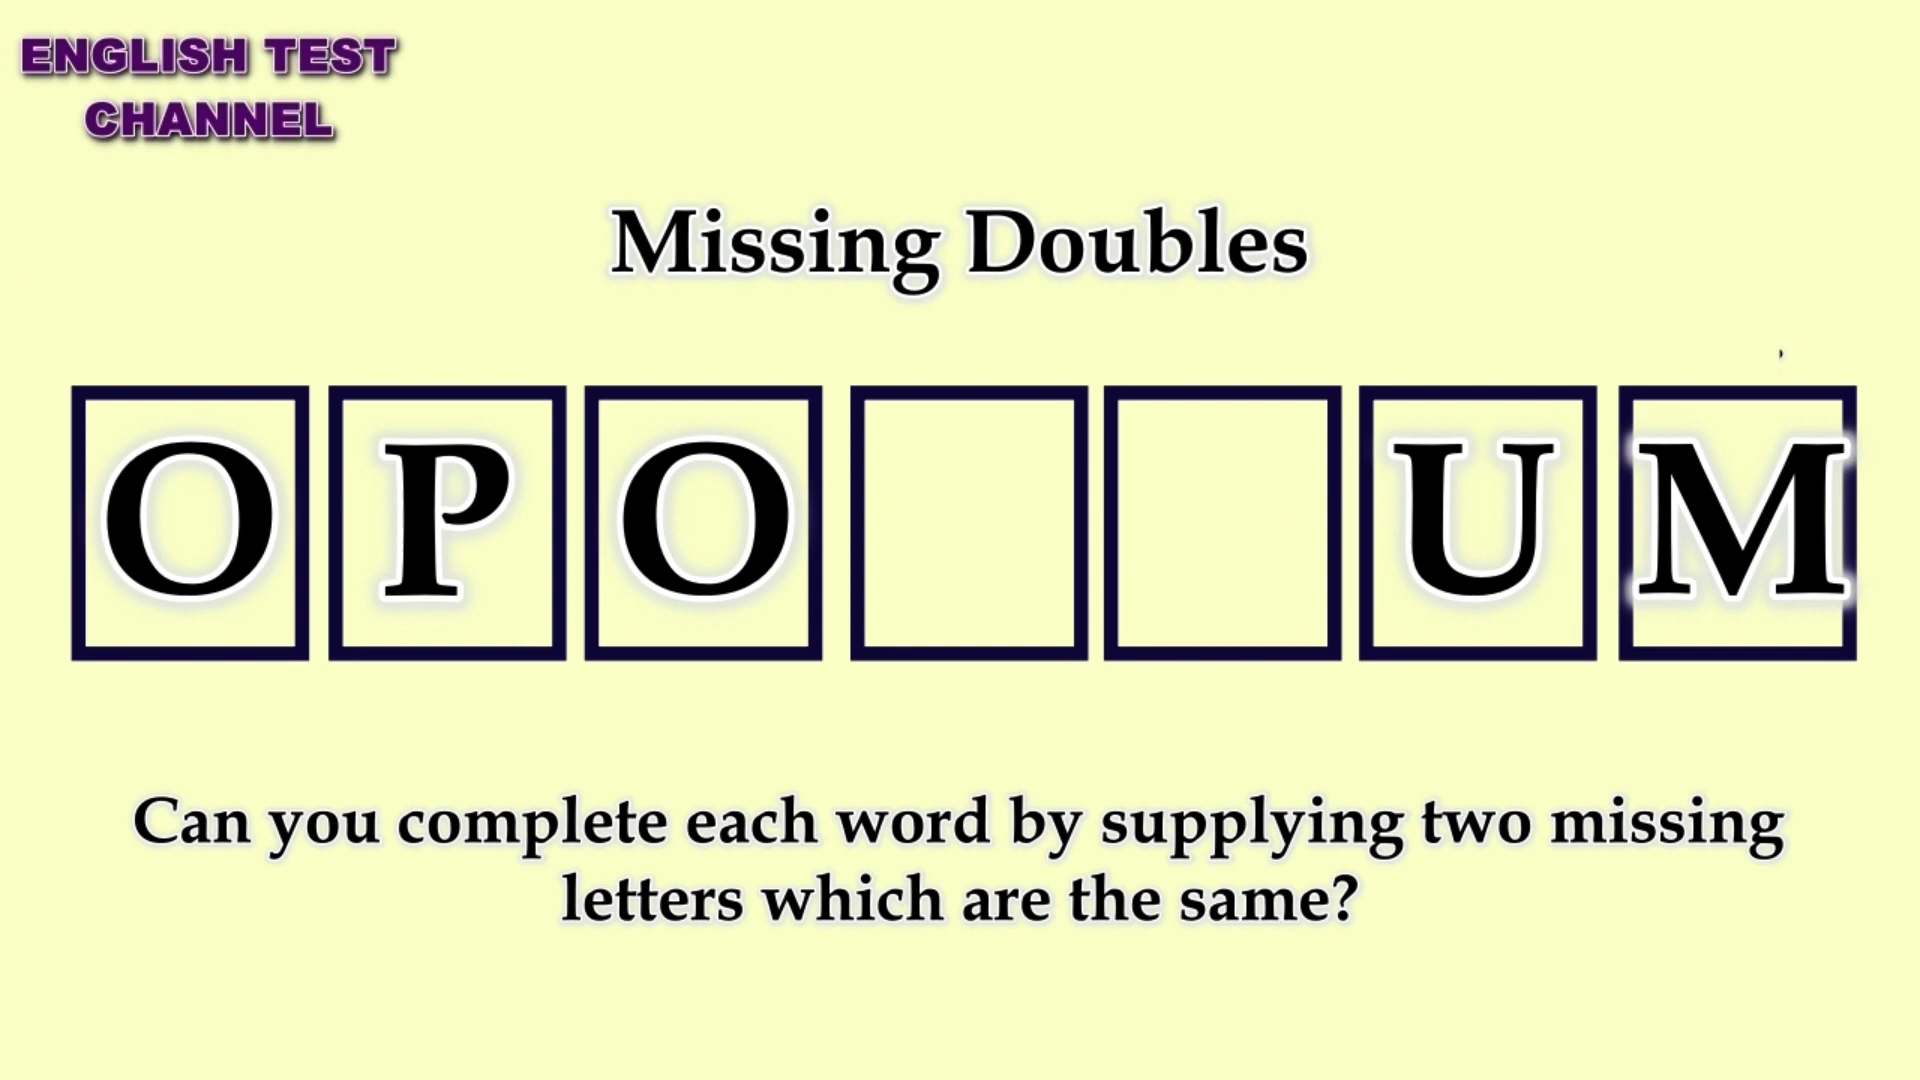 ENGLISH TEST
CHANNEL
Missing Doubles
O P O U M
Can you complete each word by supplying two missing
letters which are the same?